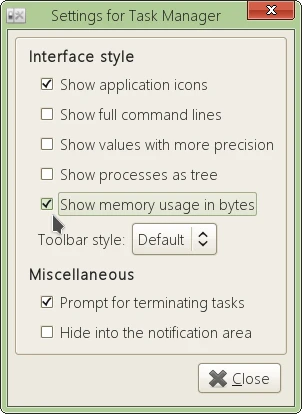 Settings for Task Manager
Interface style
Show application icons
Show full command lines
Show values with more precision
Show processes as tree
Show memory usage in bytes
Toolbar style: Default
Miscellaneous
Prompt for terminating tasks
Hide into the notification area
Close